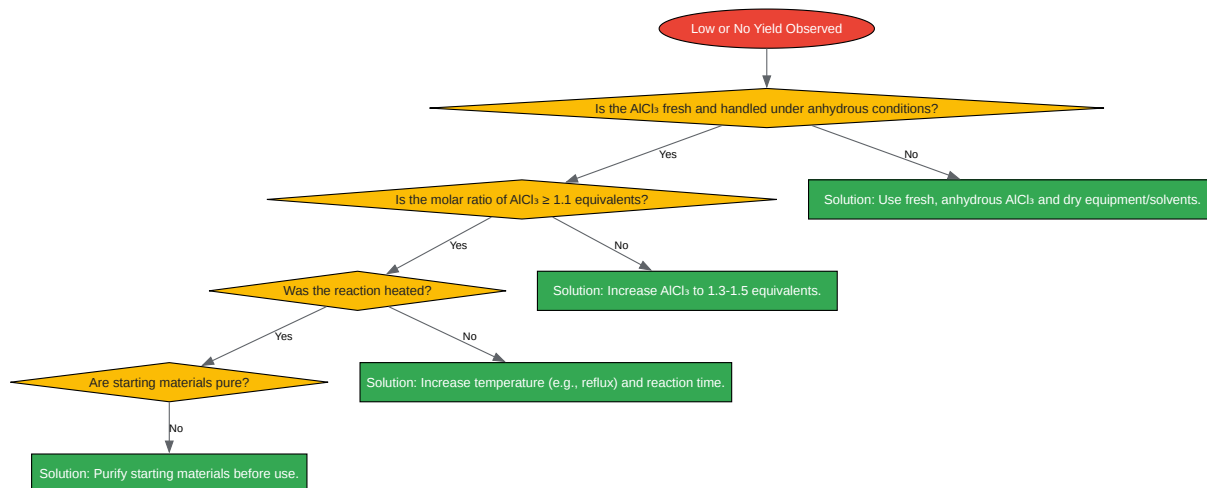 Low or No Yield Observed
Is the AlCl₃ fresh and handled under anhydrous conditions?
Yes
No
Is the molar ratio of AlCl₃ ≥ 1.1 equivalents?
Solution: Use fresh, anhydrous AlCl₃ and dry equipment/solvents.
Yes
No
Was the reaction heated?
Solution: Increase AlCl₃ to 1.3-1.5 equivalents.
Yes
No
Are starting materials pure?
Solution: Increase temperature (e.g., reflux) and reaction time.
No
Solution: Purify starting materials before use.